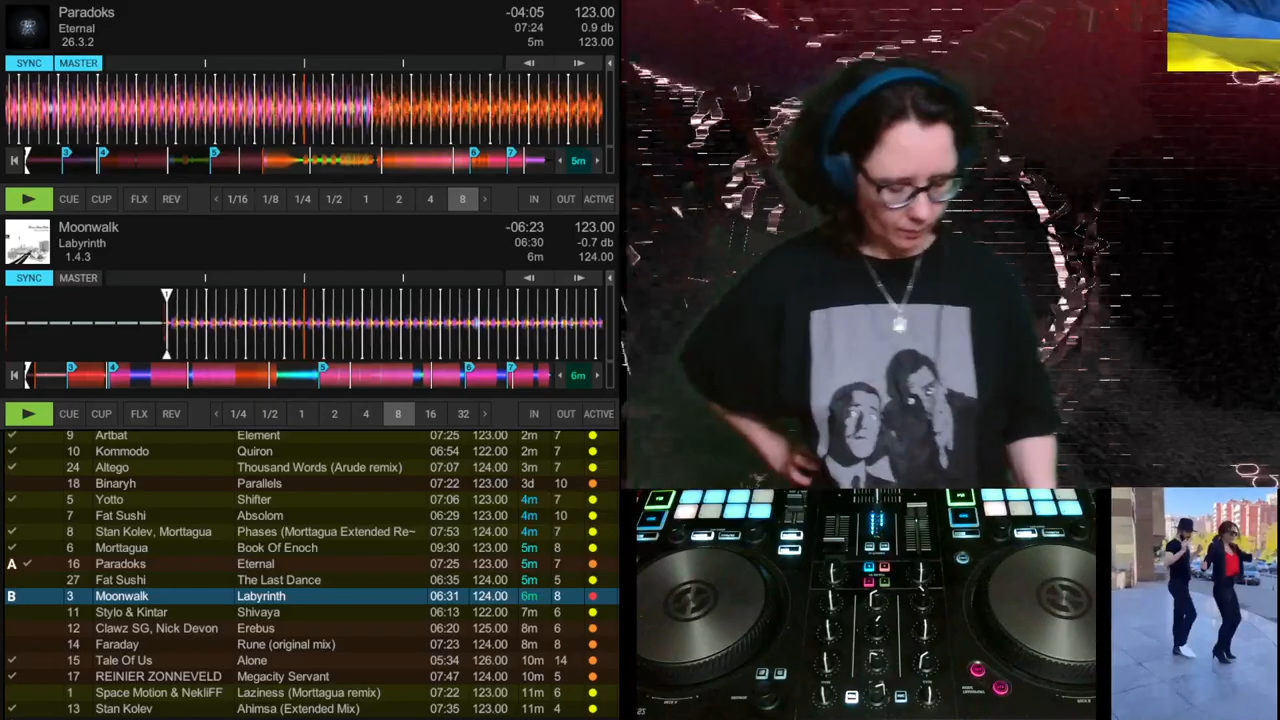 Paradoks -04:05 123.00
Eternal 07:24 0.9 db
26.3.2 5m 123.00
SYNC MASTER
3 4 5 6 7 5m
CUE CUP FLX REV 1/16 1/8 1/4 1/2 1 2 4 8 IN OUT ACTIVE
Moonwalk -06:23 123.00
Labyrinth 06:30 -0.7 db
1.4.3 6m 124.00
SYNC MASTER
1
3 4 5 6 7 6m
CUE CUP FLX REV 1/4 1/2 1 2 4 8 16 32 IN OUT ACTIVE
9 Artbat Element 07:25 123.00 2m 7
10 Kommodo Quiron 06:54 122.00 2m 7
24 Altego Thousand Words (Arude remix) 07:07 124.00 3m 7
18 Binaryh Parallels 07:22 123.00 3d 10
5 Yotto Shifter 07:06 123.00 4m 7
7 Fat Sushi Absolom 06:29 123.00 4m 10
8 Stan Kolev, Morttagua Phases (Morttagua Extended Re~ 07:53 124.00 4m 7
6 Morttagua Book Of Enoch 09:30 123.00 5m 8
A 16 Paradoks Eternal 07:25 123.00 5m 7
27 Fat Sushi The Last Dance 06:35 124.00 5m 5
B 3 Moonwalk Labyrinth 06:31 124.00 6m 8
11 Stylo & Kintar Shivaya 06:13 122.00 7m 6
12 Clawz SG, Nick Devon Erebus 06:20 125.00 8m 6
14 Faraday Rune (original mix) 07:23 124.00 8m 8
15 Tale Of Us Alone 05:34 126.00 10m 14
17 REINIER ZONNEVELD Megacity Servant 07:47 124.00 10m 5
1 Space Motion & NekliFF Laziness (Morttagua remix) 07:22 123.00 11m 6
13 Stan Kolev Ahimsa (Extended Mix) 07:35 123.00 11m 4